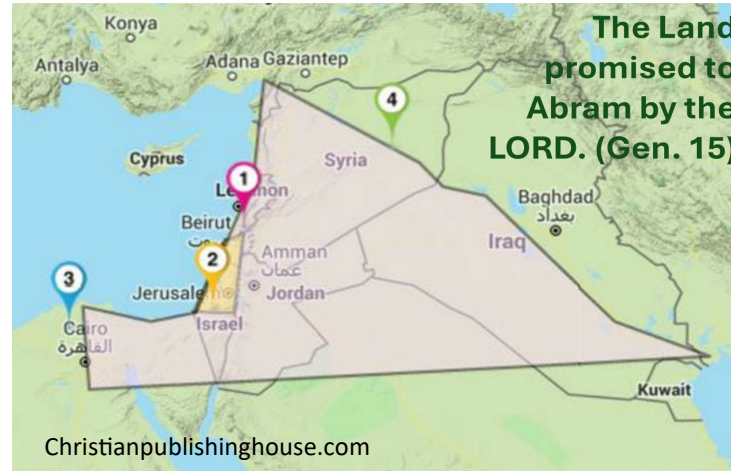 Konya
Antalya
Adana Gaziantep
The Land
promised to
Abram by the
LORD. (Gen. 15)
4
Syria
Cyprus
1
Baghdad
بغداد
Beirut
Iraq
2
Amman
عمان
3
Jerusale
Jordan
Israel
Cairo
القاهرة
Kuwait
Christianpublishinghouse.com